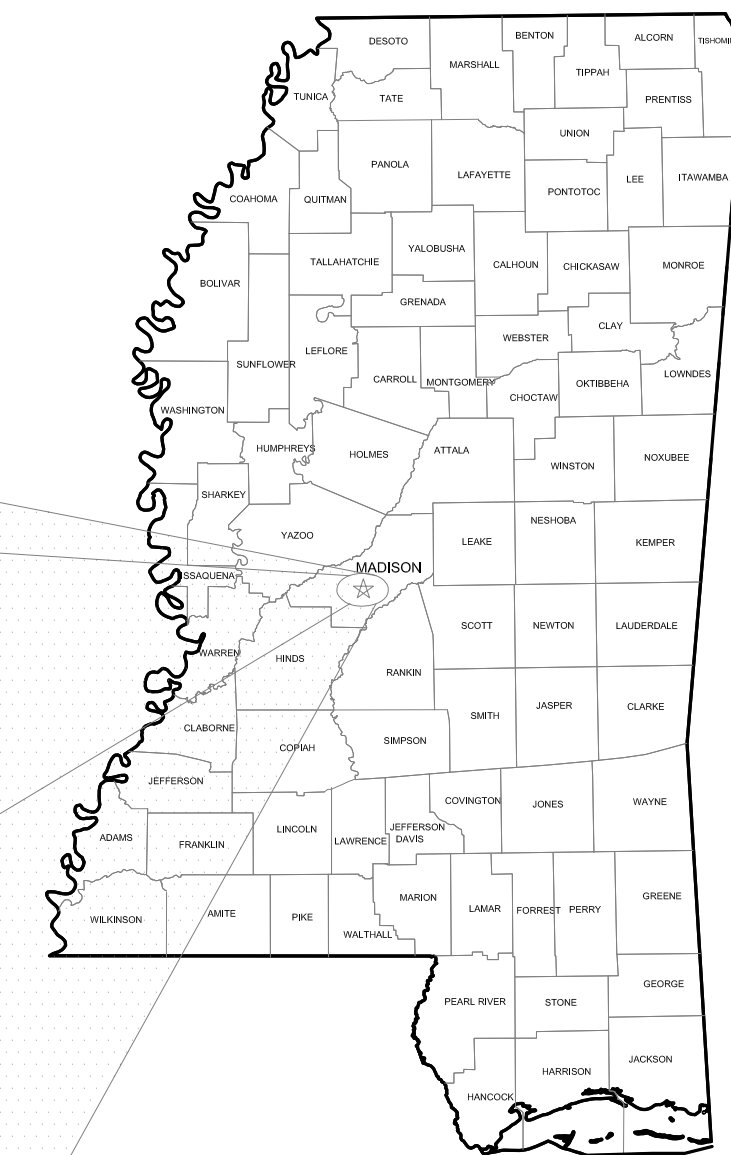 DESOTO
BENTON
ALCORN
TISHOMI
MARSHALL
TIPPAH
TUNICA
TATE
PRENTISS
UNION
PANOLA
LAFAYETTE
PONTOTOC
LEE
ITAWAMBA
COAHOMA
QUITMAN
YALOBUSHA
TALLAHATCHIE
CALHOUN
CHICKASAW
MONROE
BOLIVAR
GRENADA
WEBSTER
CLAY
LEFLORE
SUNFLOWER
CARROLL
MONTGOMERY
OKTIBBEHA
LOWNDES
CHOCTAW
WASHINGTON
HUMPHREYS
HOLMES
ATTALA
WINSTON
NOXUBEE
SHARKEY
YAZOO
LEAKE
NESHOBA
KEMPER
MADISON
ISSAQUENA
SCOTT
NEWTON
LAUDERDALE
WARREN
HINDS
RANKIN
SMITH
JASPER
CLARKE
CLABORNE
COPIAH
SIMPSON
JEFFERSON
COVINGTON
JONES
WAYNE
ADAMS
FRANKLIN
LINCOLN
LAWRENCE
JEFFERSON
DAVIS
MARION
LAMAR
FORREST
PERRY
GREENE
WILKINSON
AMITE
PIKE
WALTHALL
GEORGE
PEARL RIVER
STONE
HARRISON
JACKSON
HANCOCK